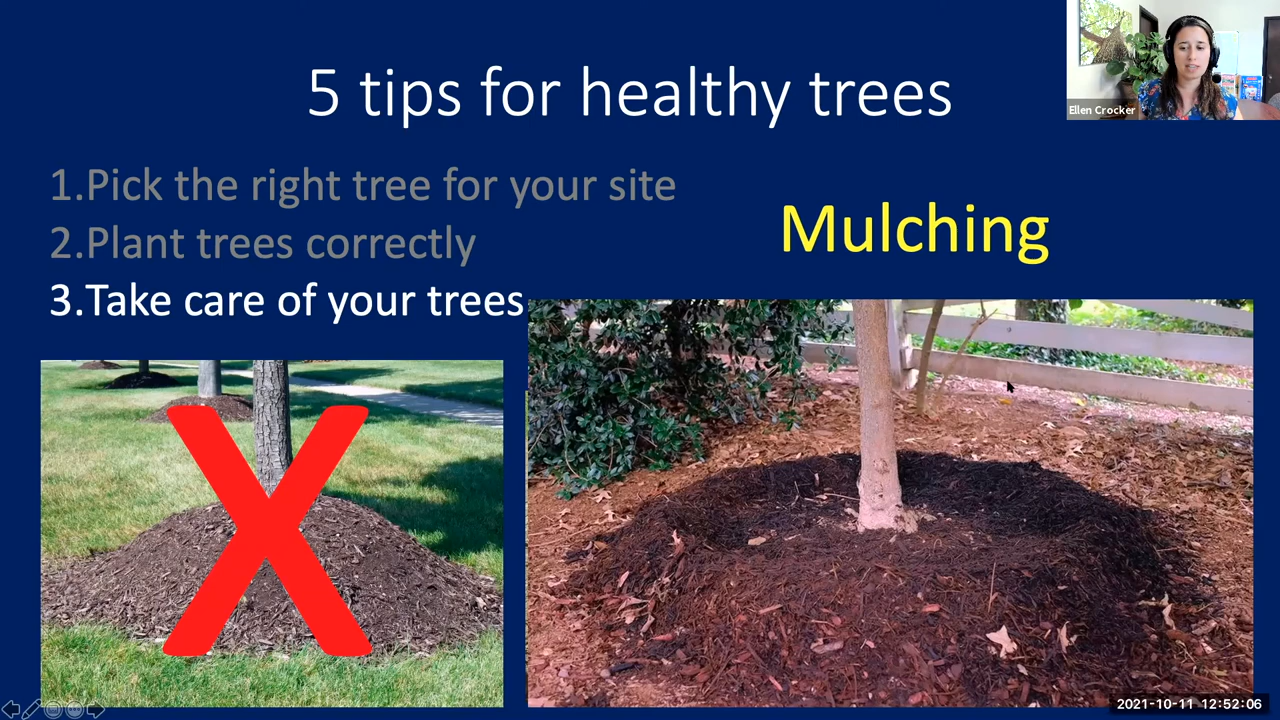 5 tips for healthy trees
Ellen Crocker
1.Pick the right tree for your site
2.Plant trees correctly
3.Take care of your trees
Mulching
X
2021-10-11 12:52:06